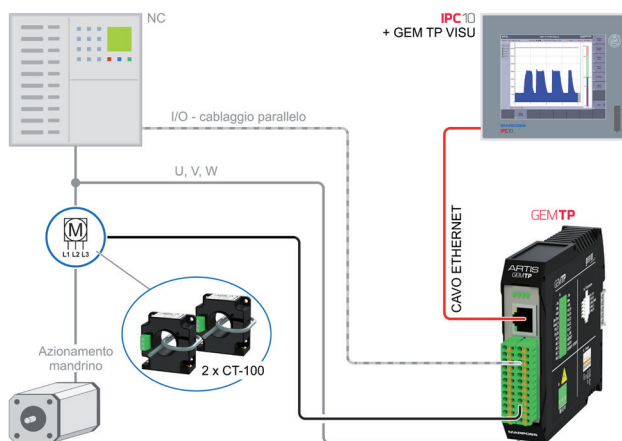 NC
IPC10
+ GEM TP VISU
I/O - cablaggio parallelo
U, V, W
M
L1 L2 L3
2 x CT-100
Azionamento
mandrino
CAVO ETHERNET
GEMTP
ARTIS
GEMTP
MARPOSS
IPC10